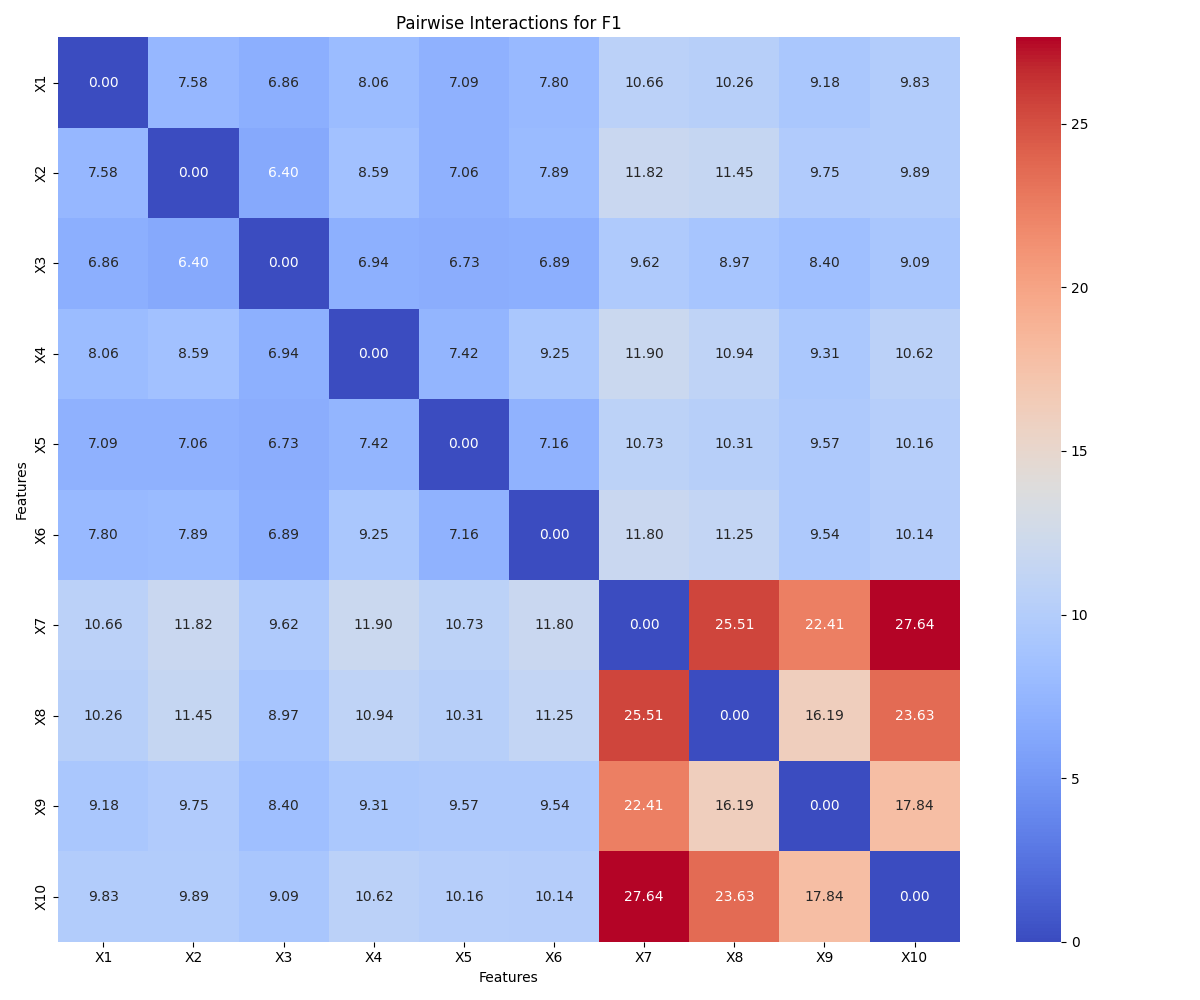 Pairwise Interactions for F1
X1 0.00 7.58 6.86 8.06 7.09 7.80 10.66 10.26 9.18 9.83
X2 7.58 0.00 6.40 8.59 7.06 7.89 11.82 11.45 9.75 9.89
X3 6.86 6.40 0.00 6.94 6.73 6.89 9.62 8.97 8.40 9.09
X4 8.06 8.59 6.94 0.00 7.42 9.25 11.90 10.94 9.31 10.62
X5 7.09 7.06 6.73 7.42 0.00 7.16 10.73 10.31 9.57 10.16
X6 7.80 7.89 6.89 9.25 7.16 0.00 11.80 11.25 9.54 10.14
X7 10.66 11.82 9.62 11.90 10.73 11.80 0.00 25.51 22.41 27.64
X8 10.26 11.45 8.97 10.94 10.31 11.25 25.51 0.00 16.19 23.63
X9 9.18 9.75 8.40 9.31 9.57 9.54 22.41 16.19 0.00 17.84
X10 9.83 9.89 9.09 10.62 10.16 10.14 27.64 23.63 17.84 0.00
X1 X2 X3 X4 X5 X6 X7 X8 X9 X10
Features
Features
25
20
15
10
5
0